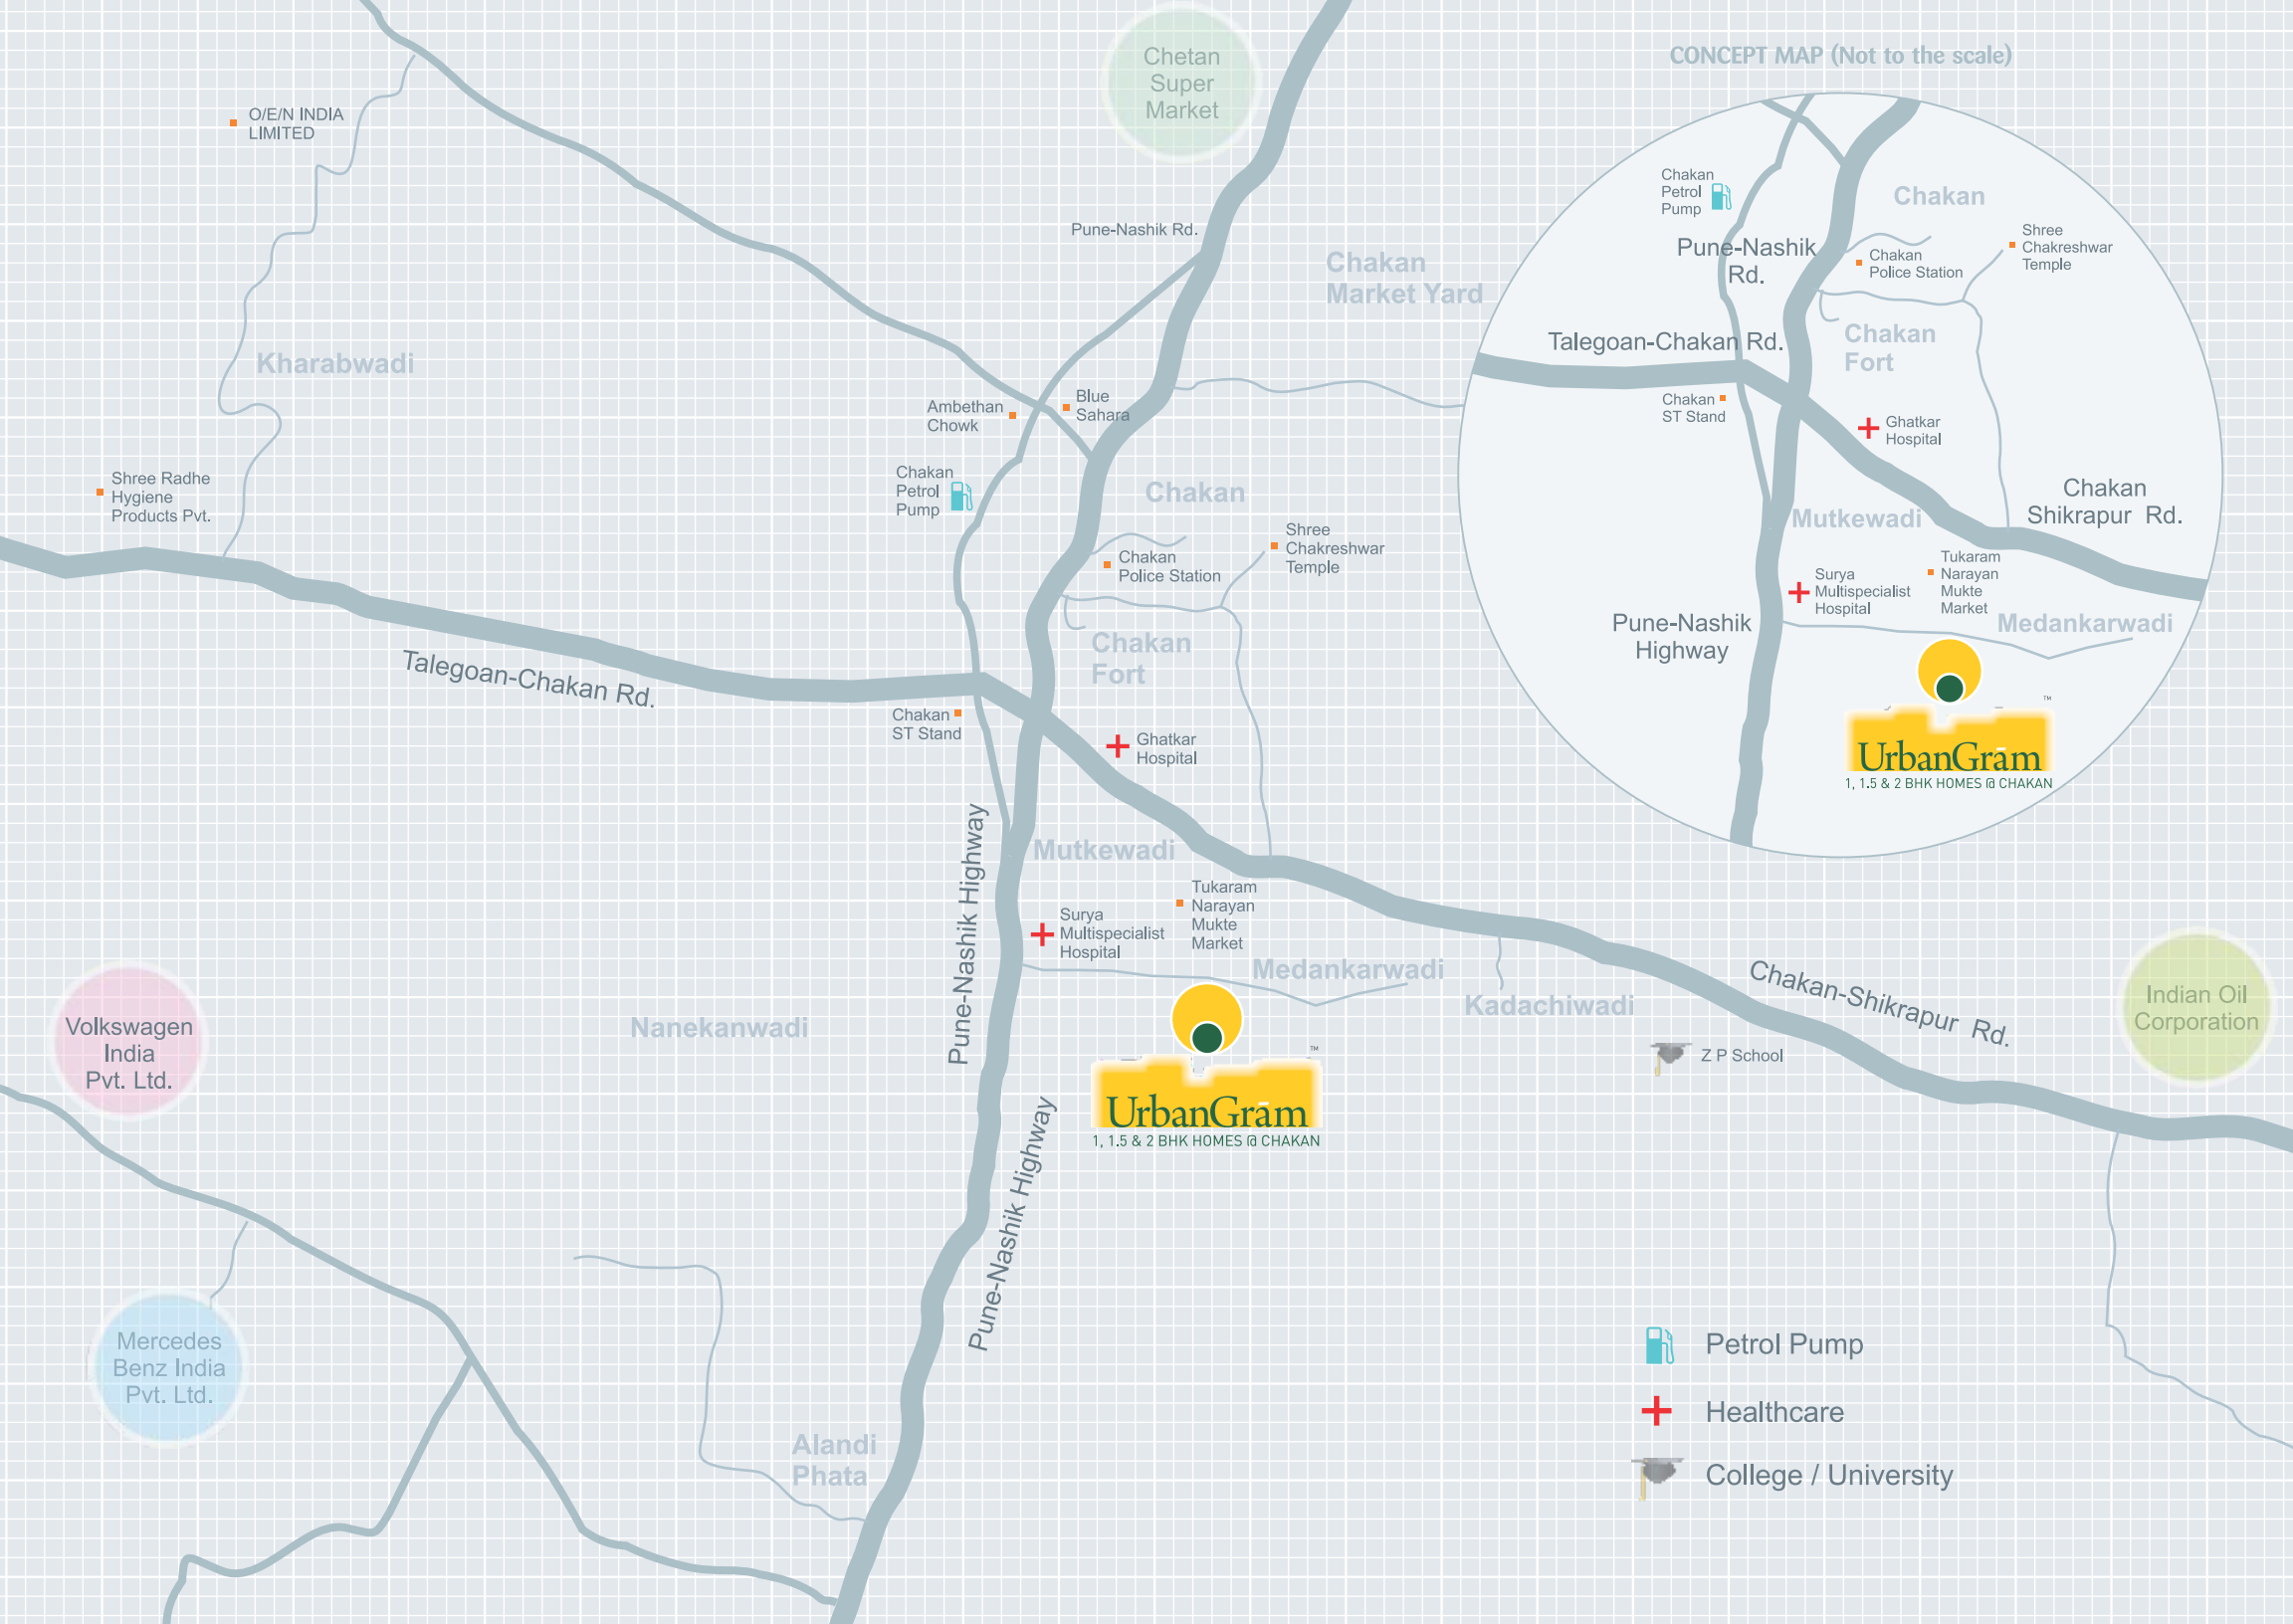 Chetan
Super
Market
CONCEPT MAP (Not to the scale)
O/E/N INDIA
LIMITED
Pune-Nashik Rd.
Chakan
Market Yard
Kharabwadi
Ambethan
Chowk
Blue
Sahara
Shree Radhe
Hygiene
Products Pvt.
Chakan
Petrol
Pump
Chakan
Chakan
Police Station
Shree
Chakreshwar
Temple
Chakan
Fort
Talegoan-Chakan Rd.
Chakan
ST Stand
Ghatkar
Hospital
Pune-Nashik Highway
Mutkewadi
Surya
Multispecialist
Hospital
Tukaram
Narayan
Mukte
Market
Medankarwadi
Kadachiwadi
Chakan-Shikrapur Rd.
Indian Oil
Corporation
Volkswagen
India
Pvt. Ltd.
Nanekanwadi
Z P School
™
UrbanGrām
1, 1.5 & 2 BHK HOMES @ CHAKAN
Pune-Nashik Highway
Mercedes
Benz India
Pvt. Ltd.
Alandi
Phata
Chakan
Petrol
Pump
Chakan
Pune-Nashik
Rd.
Chakan
Police Station
Shree
Chakreshwar
Temple
Talegoan-Chakan Rd.
Chakan
Fort
Chakan
ST Stand
Ghatkar
Hospital
Chakan
Shikrapur Rd.
Mutkewadi
Surya
Multispecialist
Hospital
Tukaram
Narayan
Mukte
Market
Medankarwadi
Pune-Nashik
Highway
™
UrbanGrām
1, 1.5 & 2 BHK HOMES @ CHAKAN
Petrol Pump
Healthcare
College / University